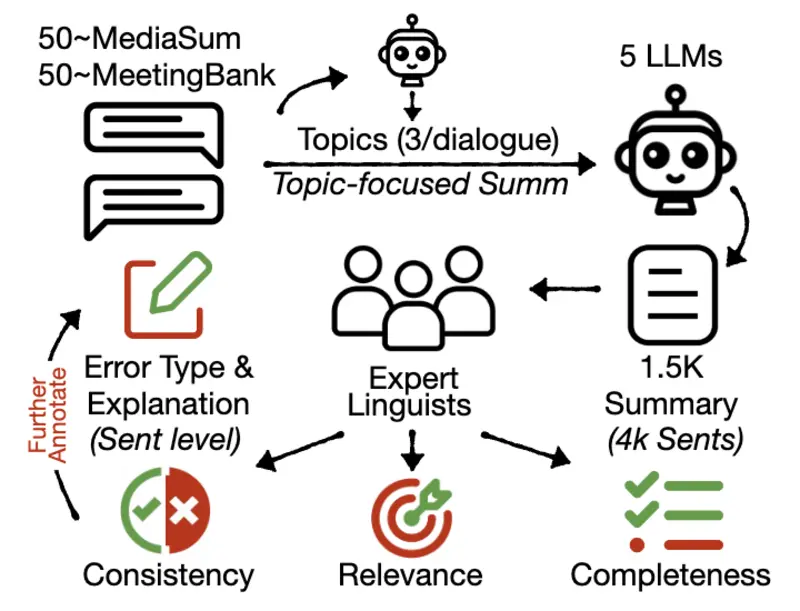 50~MediaSum
50~MeetingBank
5 LLMs
Topics (3/dialogue)
Topic-focused Summ
Error Type &
Explanation
(Sent level)
Expert
Linguists
1.5K
Summary
(4k Sents)
Further
Annotate
Consistency
Relevance
Completeness